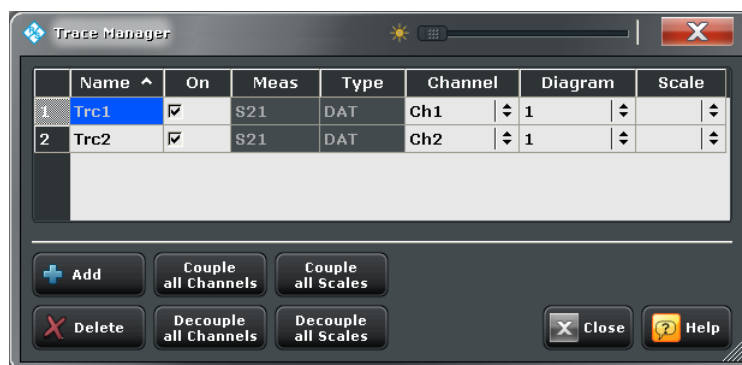 Trace Manager
Name On Meas Type Channel Diagram Scale
1 Trc1 S21 DAT Ch1 1
2 Trc2 S21 DAT Ch2 1
Add
Couple
all Channels
Couple
all Scales
Delete
Decouple
all Channels
Decouple
all Scales
Close
Help